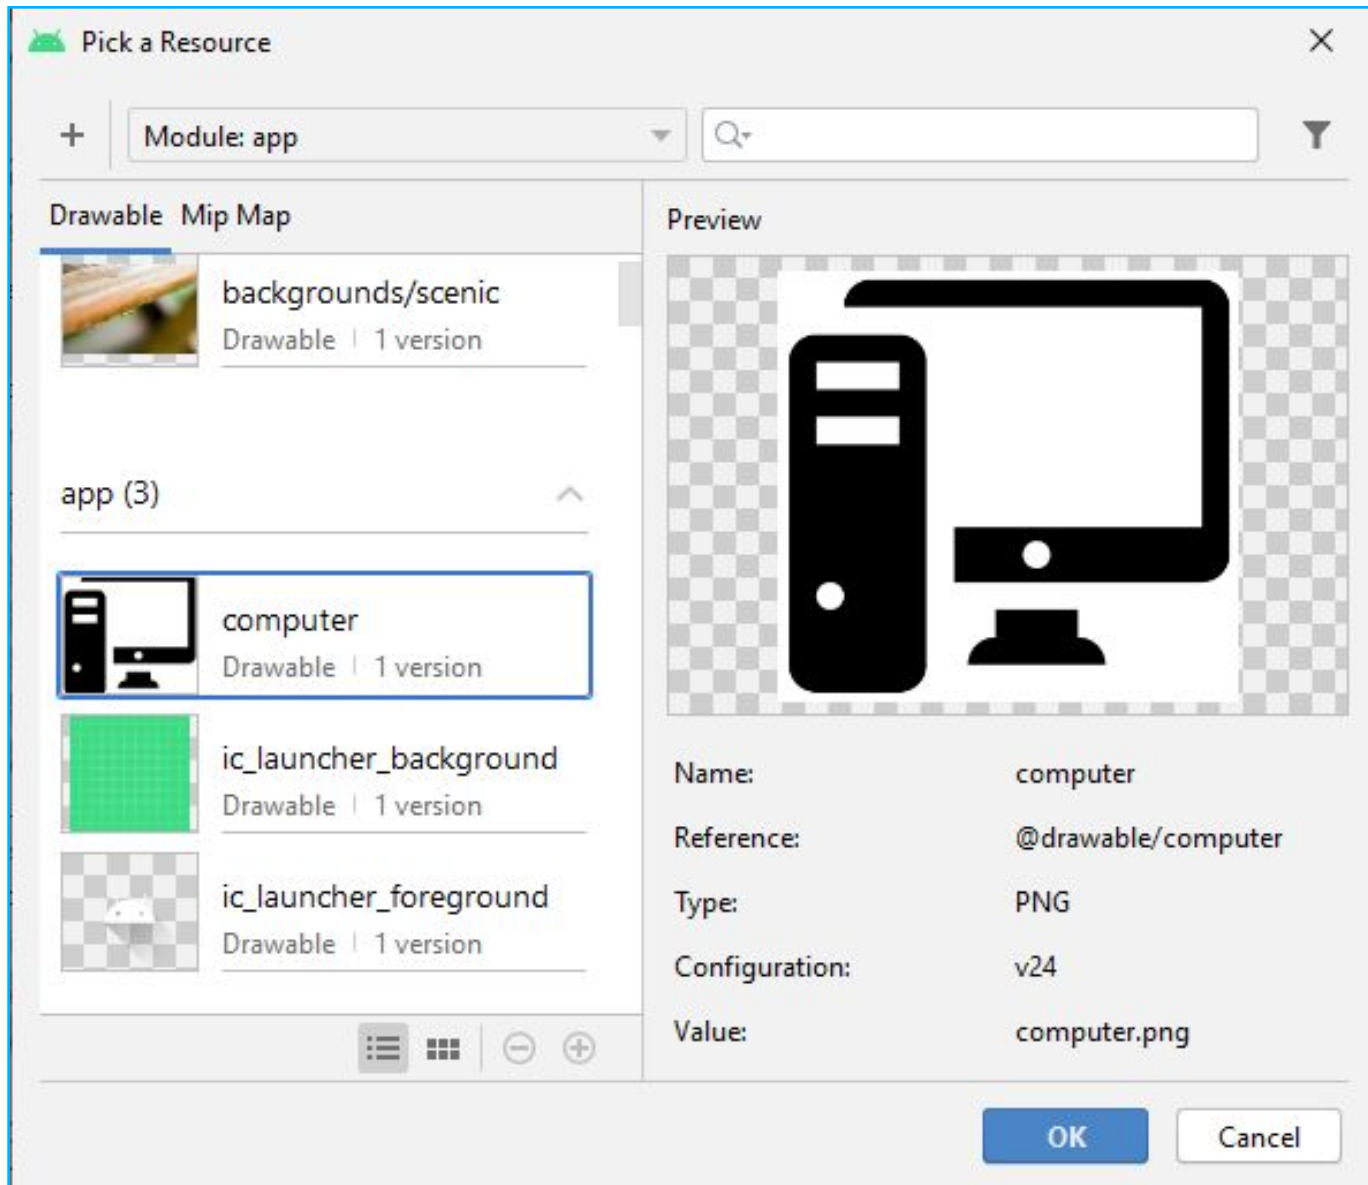 Pick a Resource
Module: app
Drawable Mip Map
backgrounds/scenic
Drawable | 1 version
app (3)
computer
Drawable | 1 version
ic_launcher_background
Drawable | 1 version
ic_launcher_foreground
Drawable | 1 version
Preview
Name: computer
Reference: @drawable/computer
Type: PNG
Configuration: v24
Value: computer.png
OK Cancel